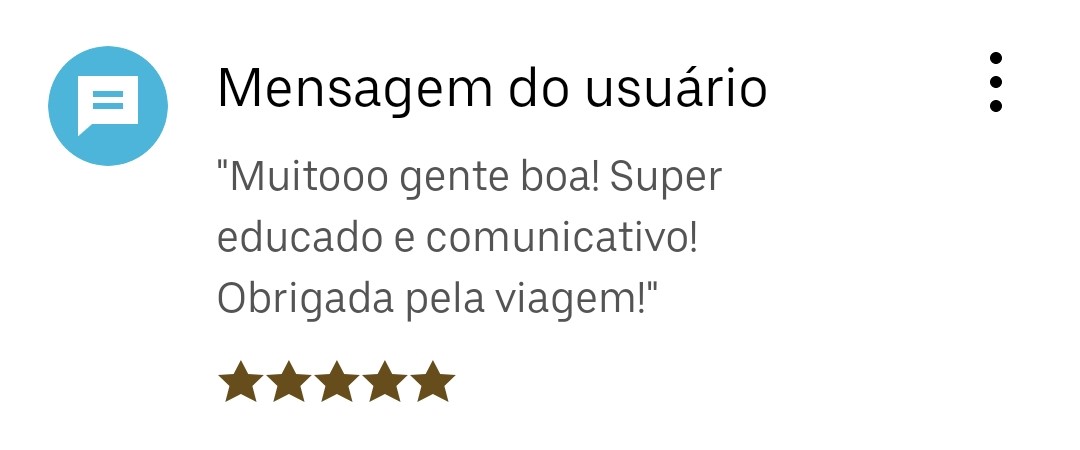 Mensagem do usuário
"Muitooo gente boa! Super
educado e comunicativo!
Obrigada pela viagem!"